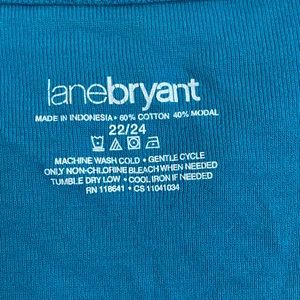 lanebryant
MADE IN INDONESIA • 60% COTTON 40% MODAL
22/24
MACHINE WASH COLD • GENTLE CYCLE
ONLY NON-CHLORINE BLEACH WHEN NEEDED
TUMBLE DRY LOW • COOL IRON IF NEEDED
RN 118641 • CS 11041034